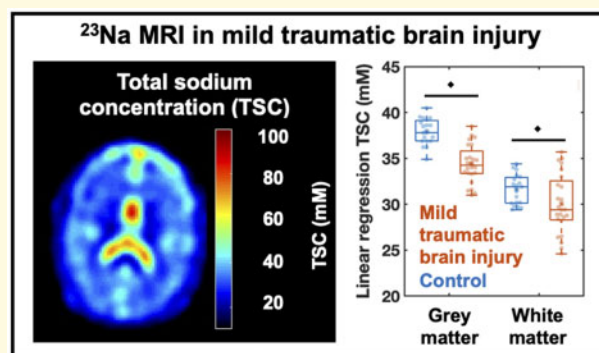 23Na MRI in mild traumatic brain injury
Total sodium
concentration (TSC)
100
80
60
40
20
TSC (mM)
Linear regression TSC (mM)
45
40
35
30
25
20
Mild
traumatic
brain injury
Control
Grey
matter
White
matter